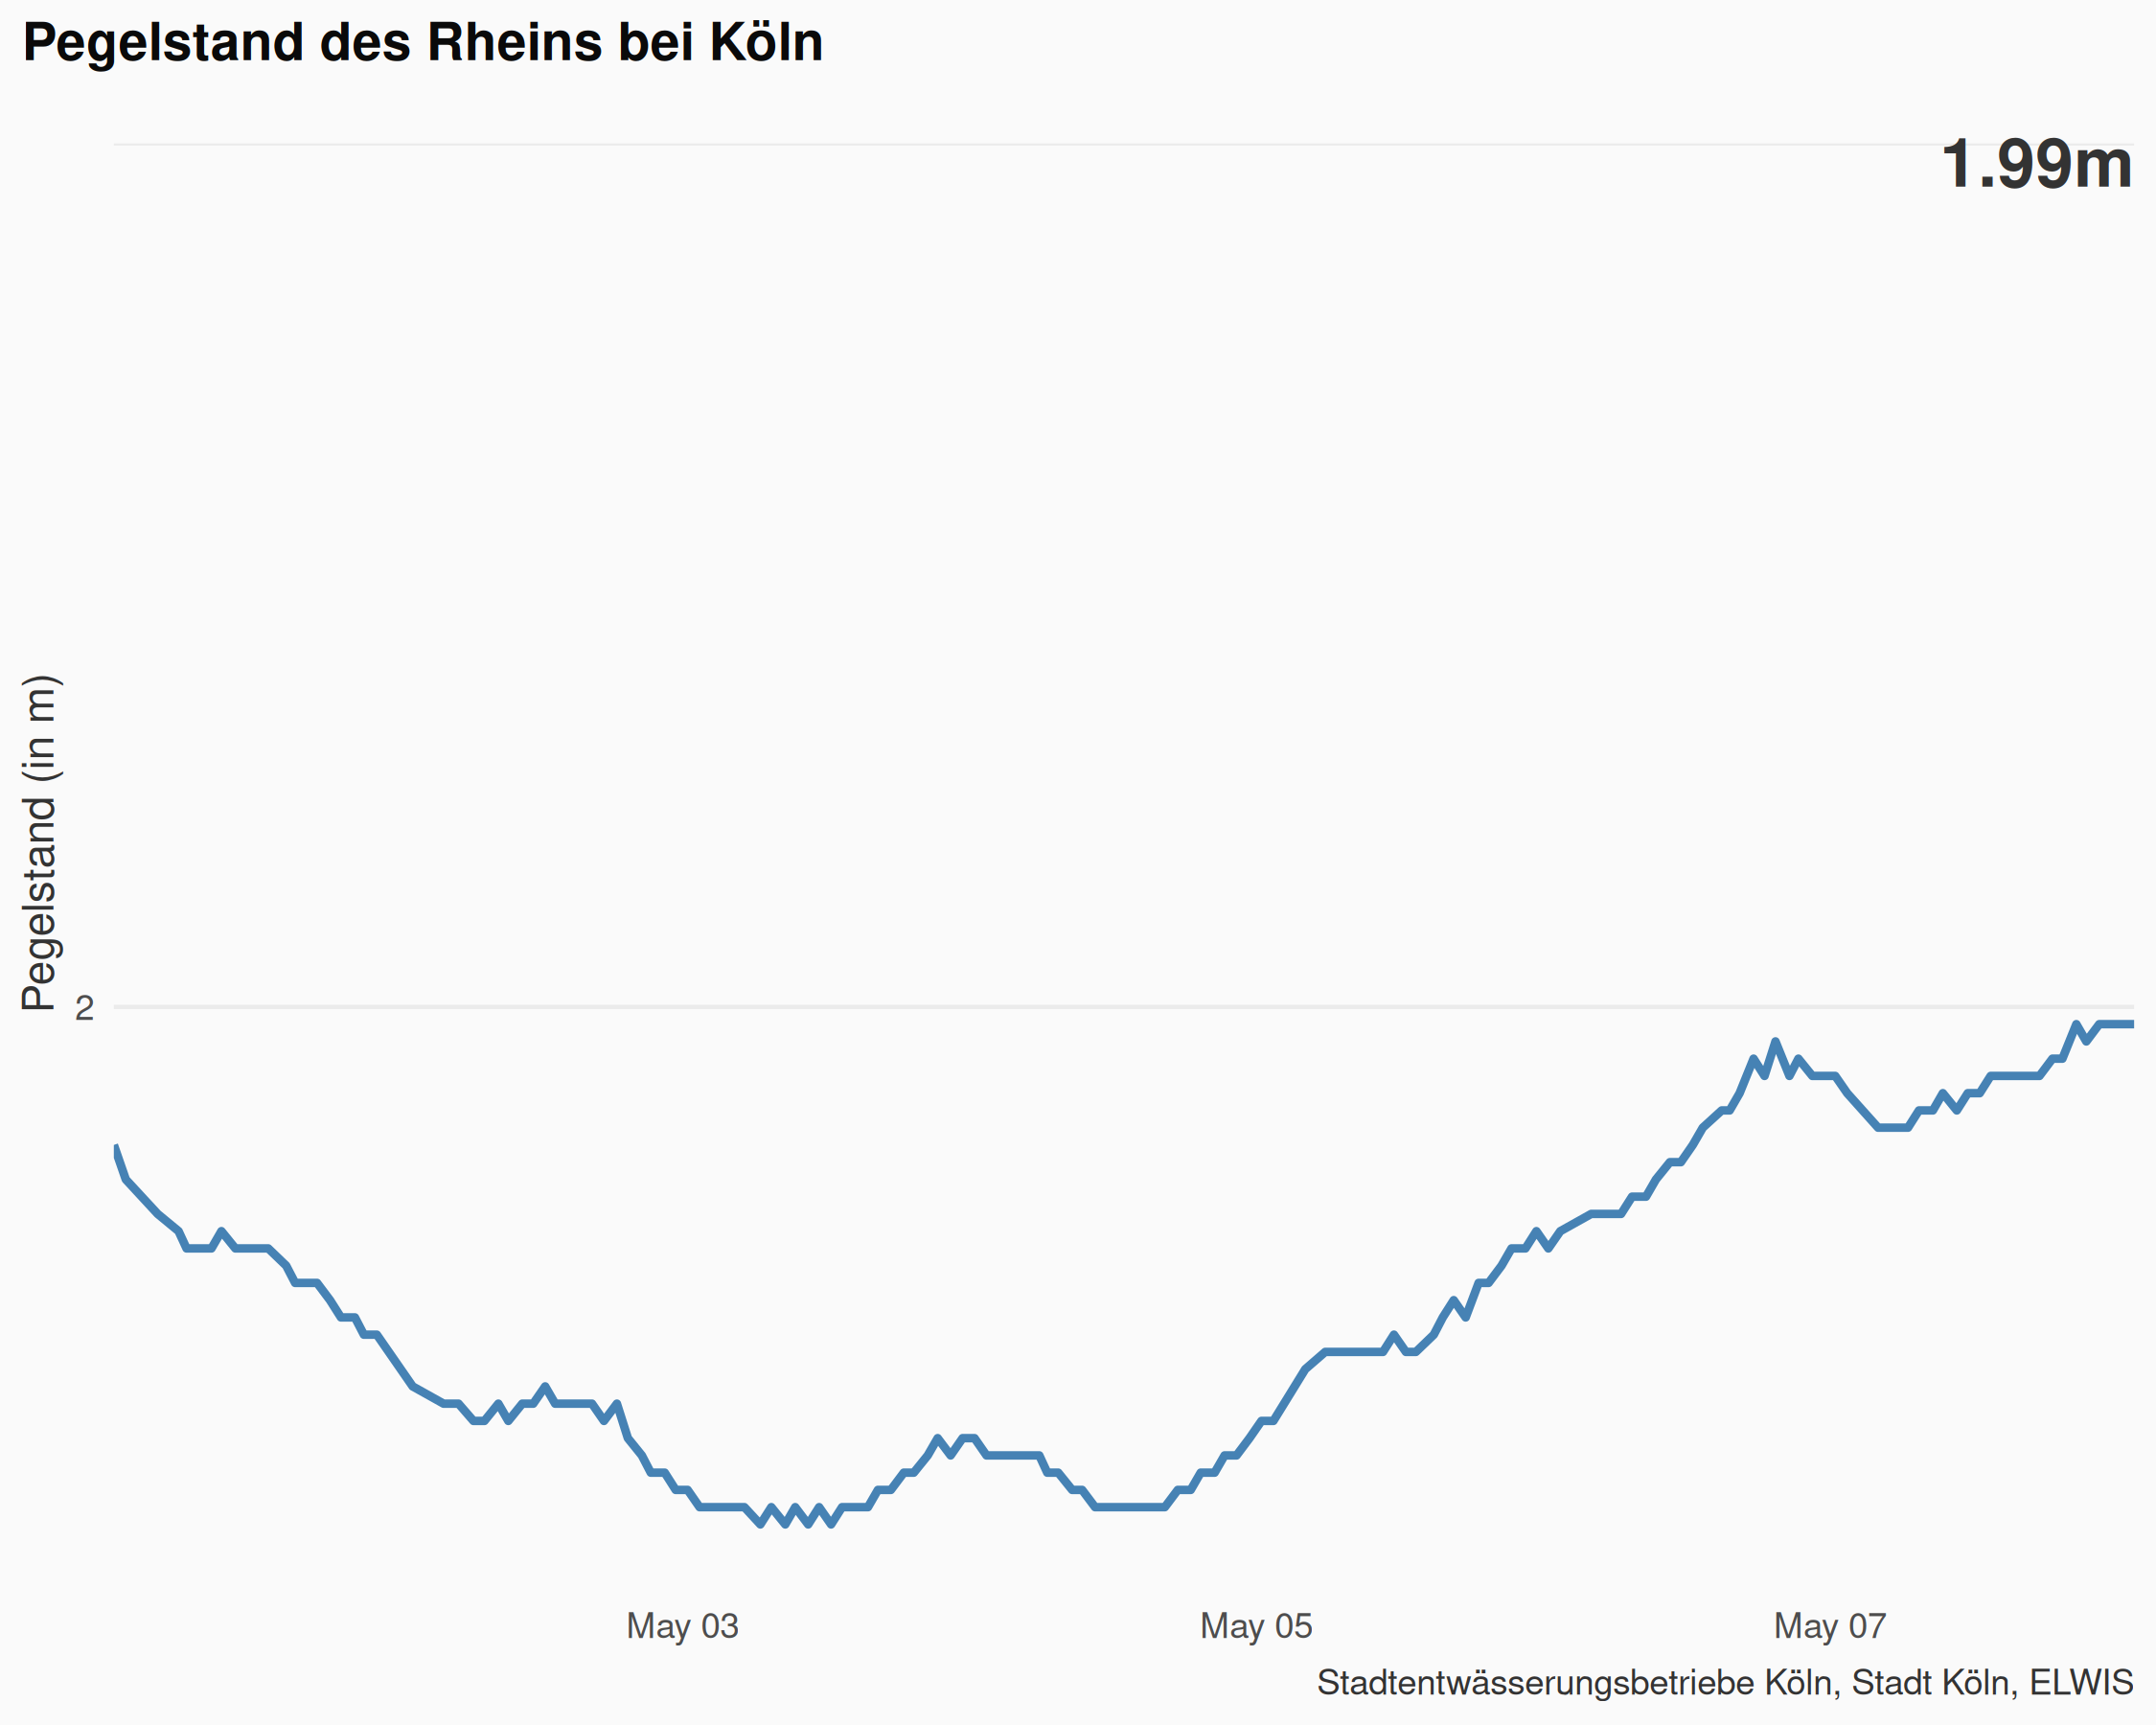 Pegelstand des Rheins bei Köln
1.99m
Pegelstand (in m)
2
May 03
May 05
May 07
Stadtentwässerungsbetriebe Köln, Stadt Köln, ELWIS